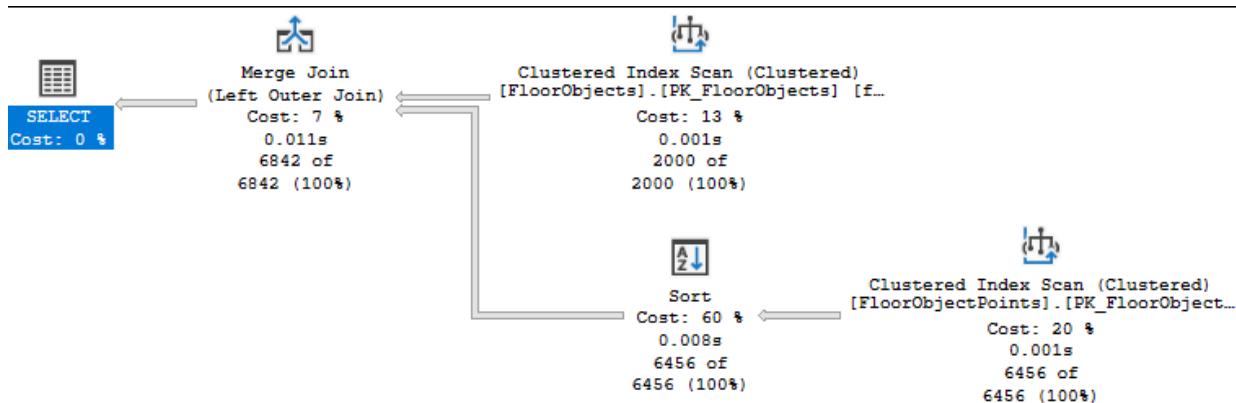 SELECT
Cost: 0 %
Merge Join
(Left Outer Join)
Cost: 7 %
0.011s
6842 of
6842 (100%)
Clustered Index Scan (Clustered)
[FloorObjects].[PK_FloorObjects] [f…
Cost: 13 %
0.001s
2000 of
2000 (100%)
Sort
Cost: 60 %
0.008s
6456 of
6456 (100%)
Clustered Index Scan (Clustered)
[FloorObjectPoints].[PK_FloorObject…
Cost: 20 %
0.001s
6456 of
6456 (100%)